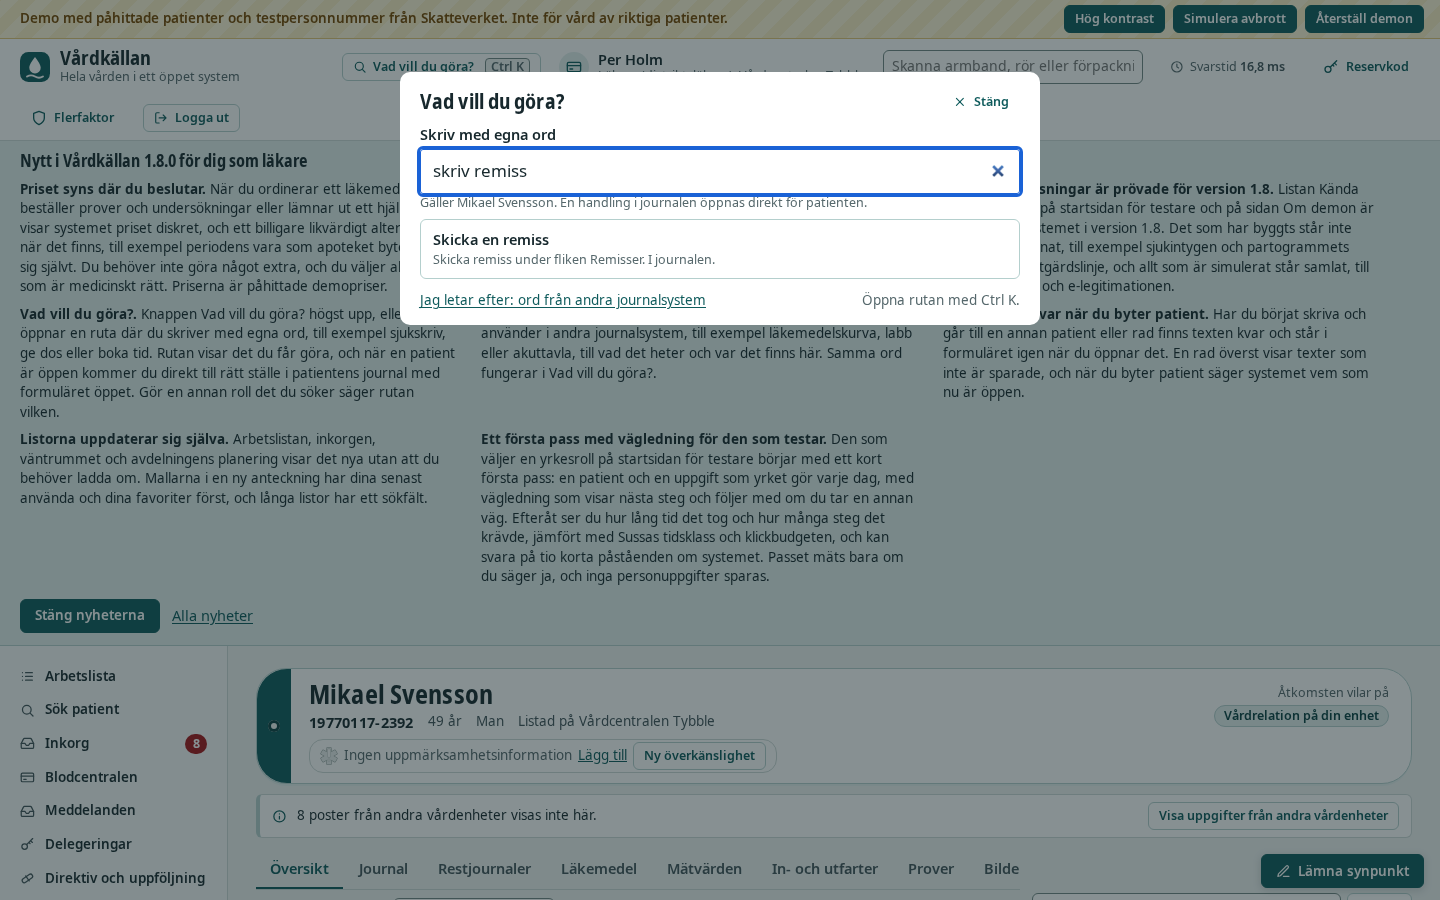 Demo med påhittade patienter och testpersonnummer från Skatteverket. Inte för vård av riktiga patienter.
Hög kontrast
Simulera avbrott
Återställ demon
Vårdkällan
Hela vården i ett öppet system
Vad vill du göra?
Ctrl K
Per Holm
Skanna armband, rör eller förpackni
Svarstid 16,8 ms
Reservkod
Flerfaktor
Logga ut
Vad vill du göra?
Stäng
Skriv med egna ord
skriv remiss
Gäller Mikael Svensson. En handling i journalen öppnas direkt för patienten.
Skicka en remiss
Skicka remiss under fliken Remisser. I journalen.
Jag letar efter: ord från andra journalsystem
Öppna rutan med Ctrl K.
Nytt i Vårdkällan 1.8.0 för dig som läkare
Priset syns där du beslutar. När du ordinerar ett läkemed
beställer prover och undersökningar eller lämnar ut ett hjäl
visar systemet priset diskret, och ett billigare likvärdigt alter
när det finns, till exempel periodens vara som apoteket byte
sig självt. Du behöver inte göra något extra, och du väljer al
som är medicinskt rätt. Priserna är påhittade demopriser.
sningar är prövade för version 1.8. Listan Kända
på startsidan för testare och på sidan Om demon är
temet i version 1.8. Det som har byggts står inte
nat, till exempel sjukintygen och partogrammets
tgärdslinje, och allt som är simulerat står samlat, till
och e-legitimationen.
Vad vill du göra?. Knappen Vad vill du göra? högst upp, elle
öppnar en ruta där du skriver med egna ord, till exempel sjukskriv,
ge dos eller boka tid. Rutan visar det du får göra, och när en patient
är öppen kommer du direkt till rätt ställe i patientens journal med
formuläret öppet. Gör en annan roll det du söker säger rutan
vilken.
använder i andra journalsystem, till exempel läkemedelskurva, labb
eller akuttavla, till vad det heter och var det finns här. Samma ord
fungerar i Vad vill du göra?.
var när du byter patient. Har du börjat skriva och
går till en annan patient eller rad finns texten kvar och står i
formuläret igen när du öppnar det. En rad överst visar texter som
inte är sparade, och när du byter patient säger systemet vem som
nu är öppen.
Listorna uppdaterar sig själva. Arbetslistan, inkorgen,
väntrummet och avdelningens planering visar det nya utan att du
behöver ladda om. Mallarna i en ny anteckning har dina senast
använda och dina favoriter först, och långa listor har ett sökfält.
Ett första pass med vägledning för den som testar. Den som
väljer en yrkesroll på startsidan för testare börjar med ett kort
första pass: en patient och en uppgift som yrket gör varje dag, med
vägledning som visar nästa steg och följer med om du tar en annan
väg. Efteråt ser du hur lång tid det tog och hur många steg det
krävde, jämfört med Sussas tidsklass och klickbudgeten, och kan
svara på tio korta påståenden om systemet. Passet mäts bara om
du säger ja, och inga personuppgifter sparas.
Stäng nyheterna
Alla nyheter
Arbetslista
Sök patient
Inkorg
8
Blodcentralen
Meddelanden
Delegeringar
Direktiv och uppföljning
Mikael Svensson
19770117-2392
49 år
Man
Listad på Vårdcentralen Tybble
Ingen uppmärksamhetsinformation
Lägg till
Ny överkänslighet
Åtkomsten vilar på
Vårdrelation på din enhet
8 poster från andra vårdenheter visas inte här.
Visa uppgifter från andra vårdenheter
Översikt
Journal
Restjournaler
Läkemedel
Mätvärden
In- och utfarter
Prover
Bilde
Lämna synpunkt